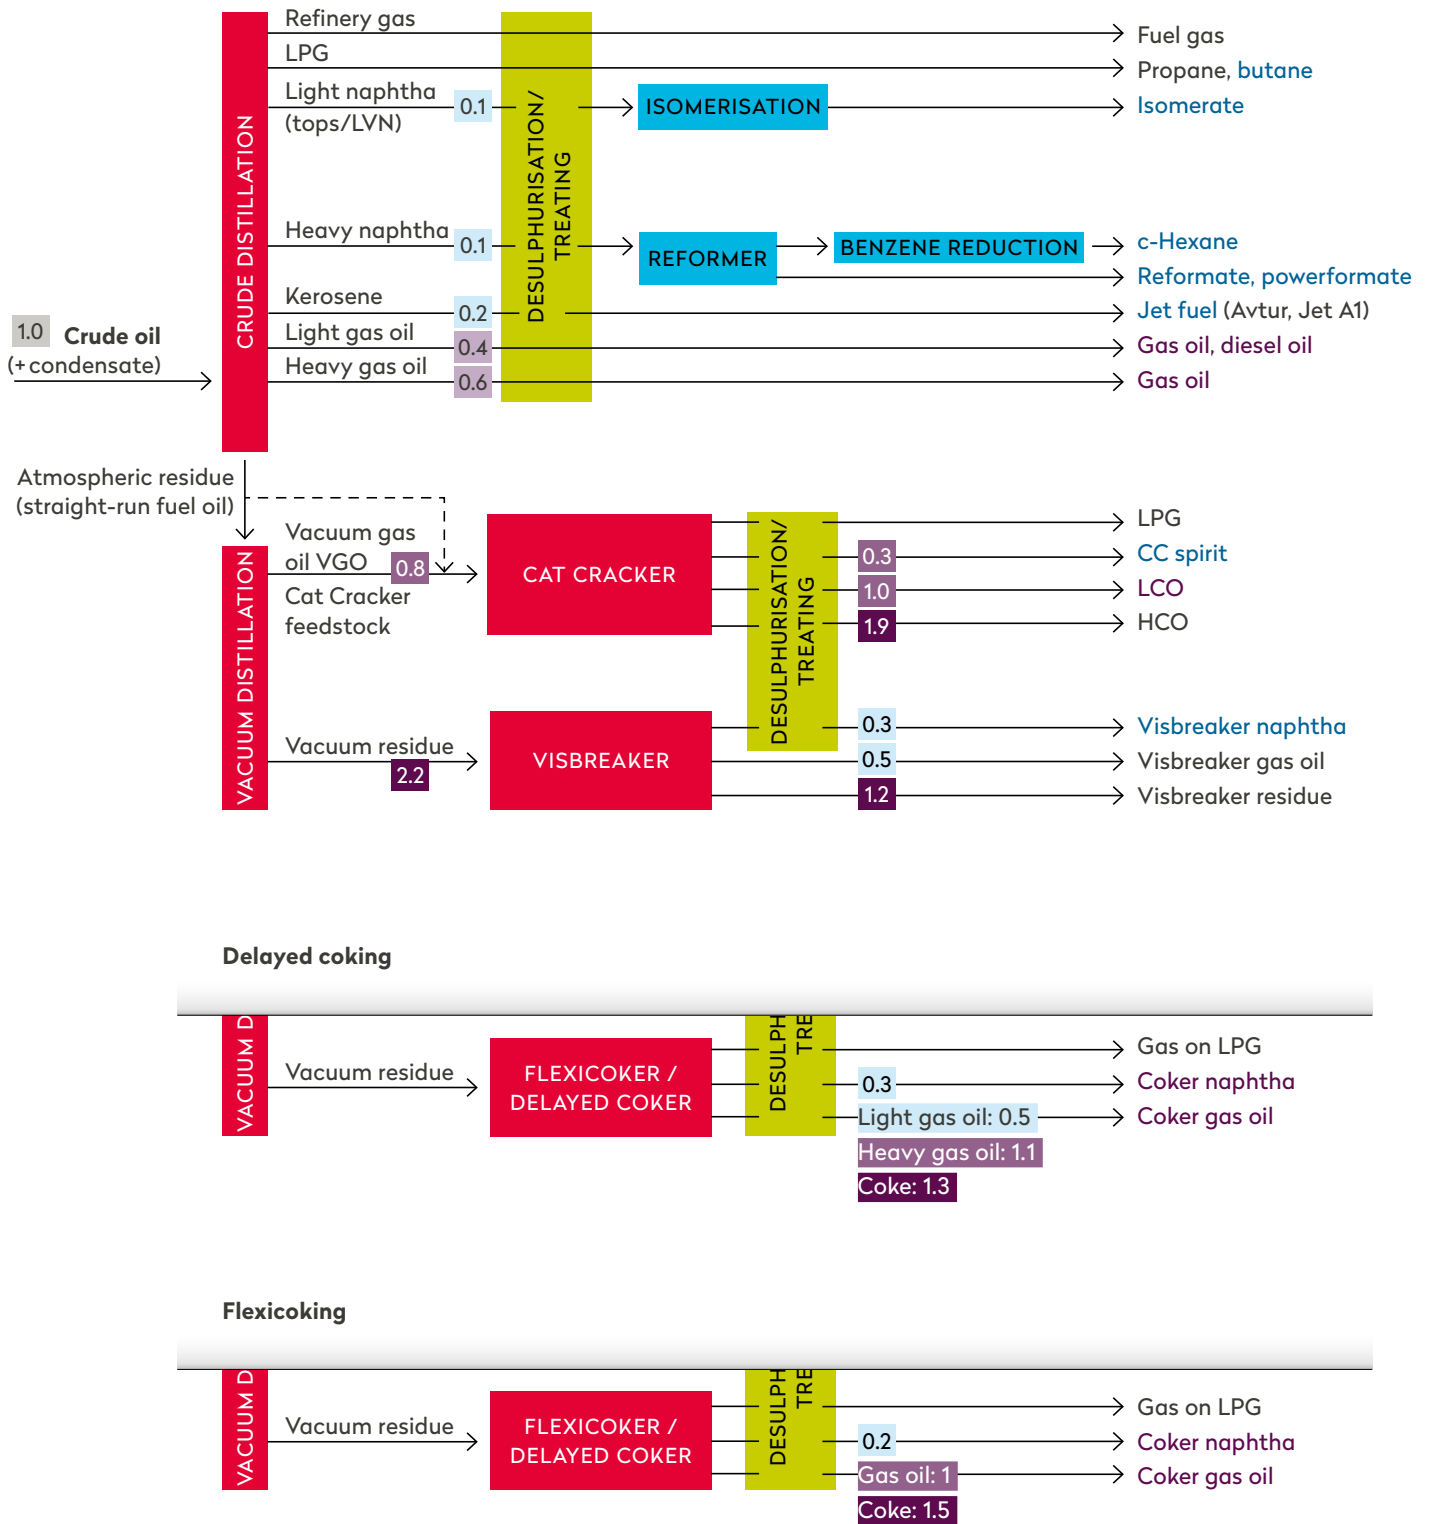 Refinery gas
Fuel gas
LPG
Propane, butane
Light naphtha
(tops/LVN)
0.1
ISOMERISATION
Isomerate
CRUDE DISTILLATION
DESULPHURISATION/
TREATING
Heavy naphtha
0.1
REFORMER
BENZENE REDUCTION
c-Hexane
Reformate, powerformate
Kerosene
0.2
Jet fuel (Avtur, Jet A1)
1.0 Crude oil
(+condensate)
Light gas oil
0.4
Gas oil, diesel oil
Heavy gas oil
0.6
Gas oil
Atmospheric residue
(straight-run fuel oil)
VACUUM DISTILLATION
Vacuum gas
oil VGO
0.8
Cat Cracker
feedstock
CAT CRACKER
DESULPHURISATION/
TREATING
LPG
0.3
CC spirit
1.0
LCO
1.9
HCO
Vacuum residue
2.2
VISBREAKER
0.3
Visbreaker naphtha
0.5
Visbreaker gas oil
1.2
Visbreaker residue
Delayed coking
VACUUM D
Vacuum residue
FLEXICOKER /
DELAYED COKER
DESULPH
TRE
Gas on LPG
0.3
Coker naphtha
Light gas oil: 0.5
Coker gas oil
Heavy gas oil: 1.1
Coke: 1.3
Flexicoking
VACUUM D
Vacuum residue
FLEXICOKER /
DELAYED COKER
DESULPH
TRE
Gas on LPG
0.2
Coker naphtha
Gas oil: 1
Coker gas oil
Coke: 1.5